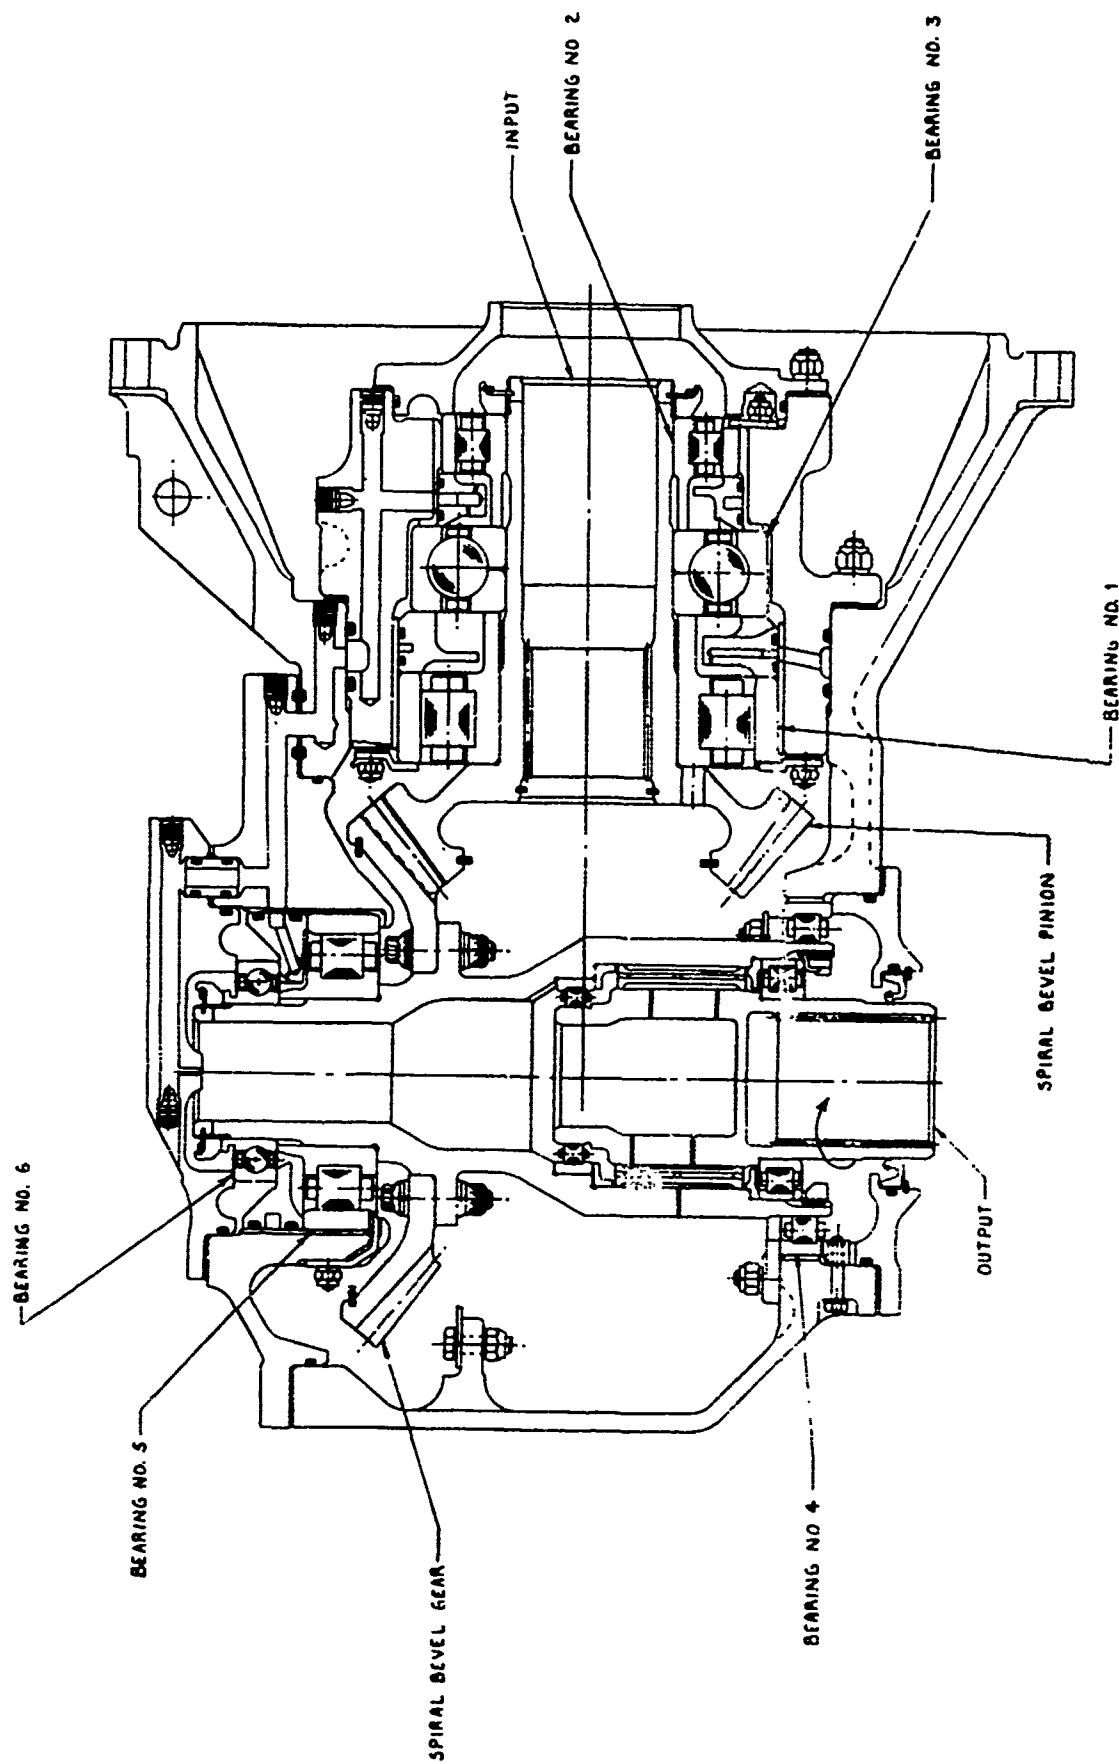 BEARING NO. 6
BEARING NO. 5
SPIRAL BEVEL GEAR
BEARING NO 4
OUTPUT
SPIRAL BEVEL PINION
BEARING NO. 1
BEARING NO. 3
BEARING NO 2
INPUT